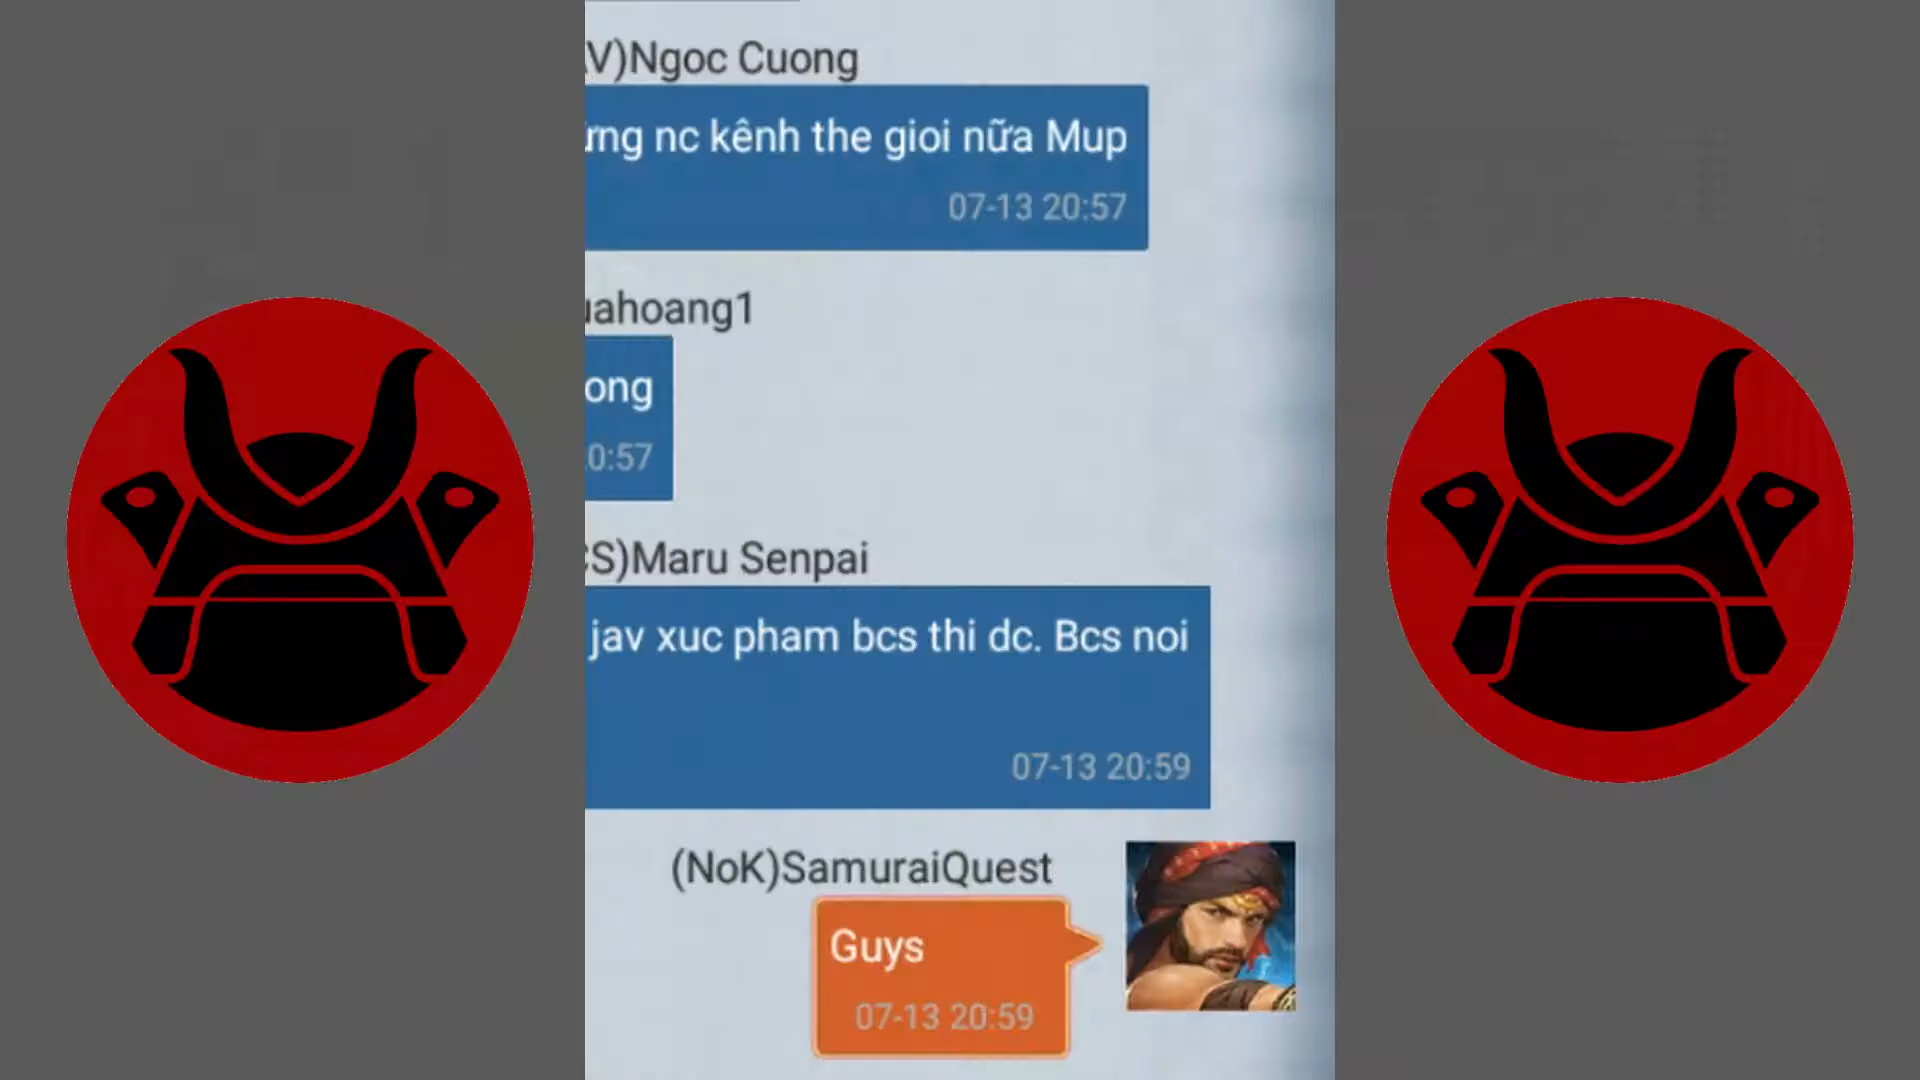 V)Ngoc Cuong
ng nc kênh the gioi nữa Mup
07-13 20:57
uahoang1
ong
0:57
S)Maru Senpai
jav xuc pham bcs thi dc. Bcs noi
07-13 20:59
(NoK)SamuraiQuest
Guys
07-13 20:59